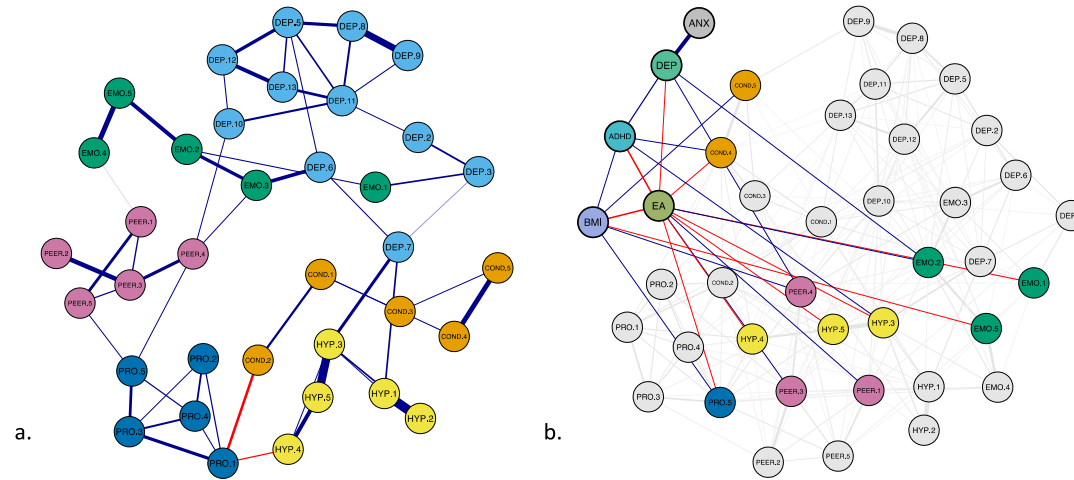 DEP.5
DEP.8
DEP.9
DEP.12
DEP.13
DEP.11
DEP.10
DEP.2
DEP.3
DEP.6
DEP.7
EMO.5
EMO.4
EMO.2
EMO.3
EMO.1
PEER.1
PEER.2
PEER.4
PEER.3
PEER.5
COND.1
COND.5
COND.3
COND.4
COND.2
HYP.3
HYP.5
HYP.1
HYP.2
HYP.4
PRO.2
PRO.5
PRO.4
PRO.3
PRO.1
a.
ANX
DEP
ADHD
EA
BMI
COND.5
COND.4
COND.3
COND.1
COND.2
DEP.9
DEP.8
DEP.11
DEP.5
DEP.13
DEP.12
DEP.2
DEP.6
DEP.10
EMO.3
DEP.7
EMO.2
EMO.1
EMO.5
EMO.4
PRO.2
PRO.1
PRO.4
PRO.3
PRO.5
PEER.4
HYP.4
HYP.5
HYP.3
PEER.3
PEER.1
HYP.1
HYP.2
PEER.2
PEER.5
b.